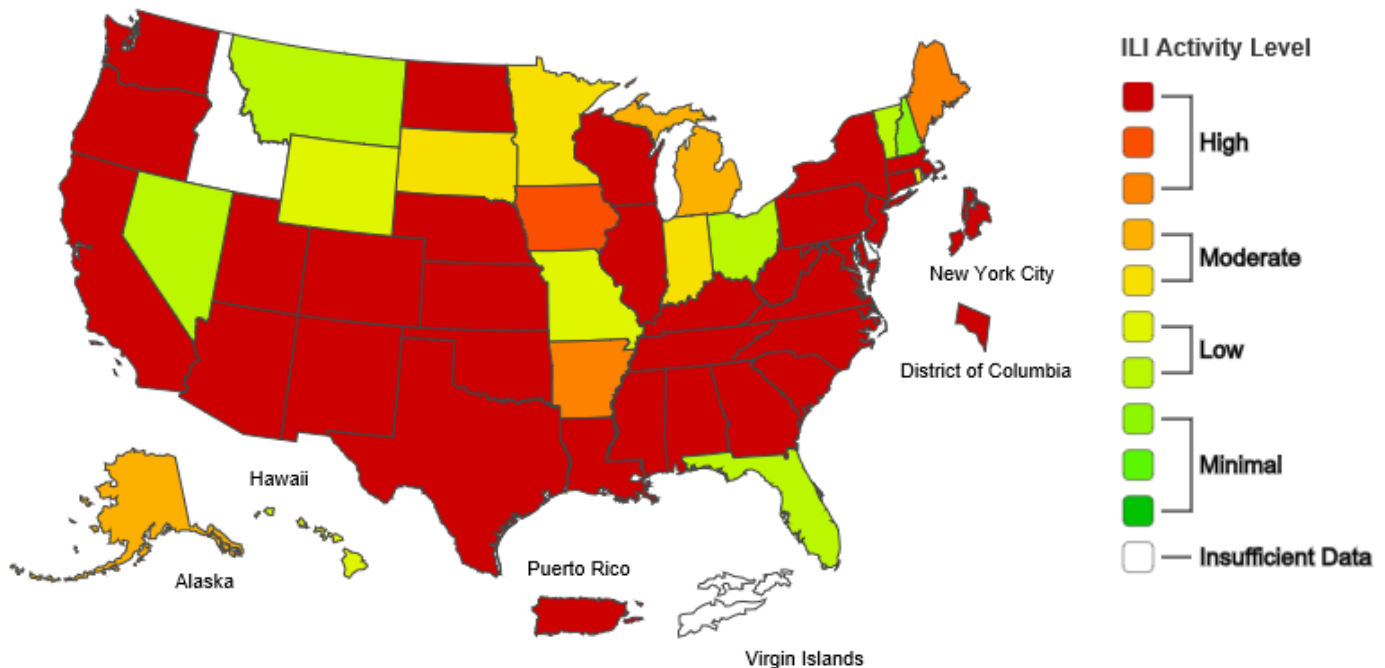 ILI Activity Level
High
Moderate
New York City
Low
District of Columbia
Minimal
Hawaii
Insufficient Data
Puerto Rico
Alaska
Virgin Islands